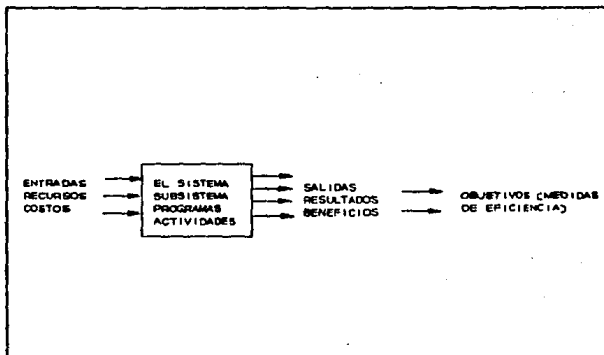 ENTRADAS
RECURSOS
COSTOS
EL SISTEMA
SUBSISTEMA
PROGRAMAS
ACTIVIDADES
SALIDAS
RESULTADOS
BENEFICIOS
OBJETIVOS (MEDIDAS
DE EFICIENCIA)